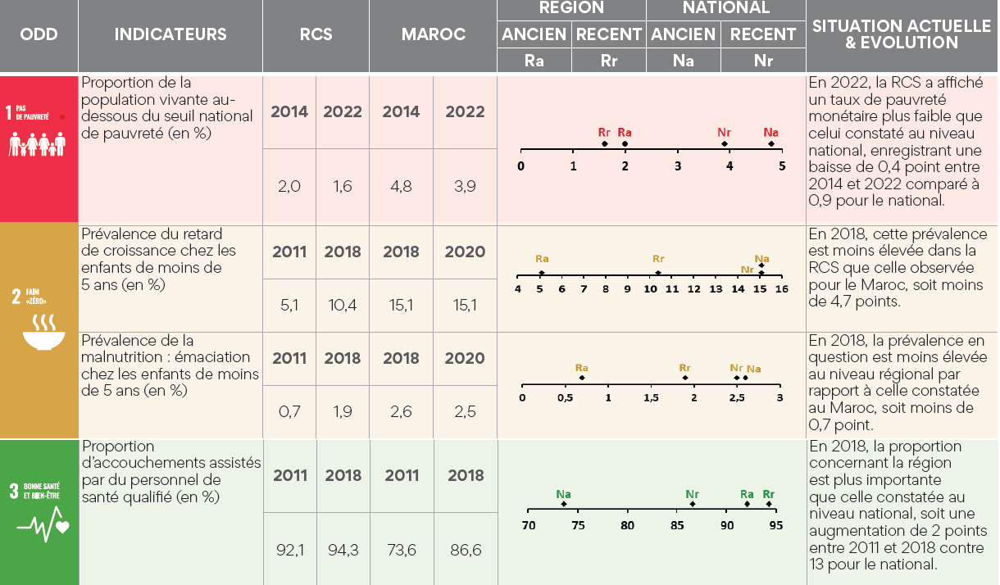 ODD
INDICATEURS
RCS
MAROC
REGION
NATIONAL
ANCIEN
RECENT
ANCIEN
RECENT
Ra
Rr
Na
Nr
SITUATION ACTUELLE
& EVOLUTION
1 PAS
DE PAUVRETÉ
Proportion de la
population vivante au-
dessous du seuil national
de pauvreté (en %)
2014
2022
2014
2022
2,0
1,6
4,8
3,9
Rr
Ra
Nr
Na
0
1
2
3
4
5
En 2022, la RCS a affiché
un taux de pauvreté
monétaire plus faible que
celui constaté au niveau
national, enregistrant une
baisse de 0,4 point entre
2014 et 2022 comparé à
0,9 pour le national.
2 FAIM
«ZÉRO»
Prévalence du retard
de croissance chez les
enfants de moins de
5 ans (en %)
2011
2018
2018
2020
5,1
10,4
15,1
15,1
Ra
Rr
Na
Nr
4
5
6
7
8
9
10
11
12
13
14
15
16
En 2018, cette prévalence
est moins élevée dans la
RCS que celle observée
pour le Maroc, soit moins
de 4,7 points.
Prévalence de la
malnutrition : émaciation
chez les enfants de moins
de 5 ans (en %)
2011
2018
2018
2020
0,7
1,9
2,6
2,5
Ra
Rr
Nr
Na
0
0,5
1
1,5
2
2,5
3
En 2018, la prévalence en
question est moins élevée
au niveau régional par
rapport à celle constatée
au Maroc, soit moins de
0,7 point.
3 BONNE SANTÉ
ET BIEN-ÊTRE
Proportion
d’accouchements assistés
par du personnel de
santé qualifié (en %)
2011
2018
2011
2018
92,1
94,3
73,6
86,6
Na
Nr
Ra
Rr
70
75
80
85
90
95
En 2018, la proportion
concernant la région
est plus importante
que celle constatée au
niveau national, soit une
augmentation de 2 points
entre 2011 et 2018 contre
13 pour le national.